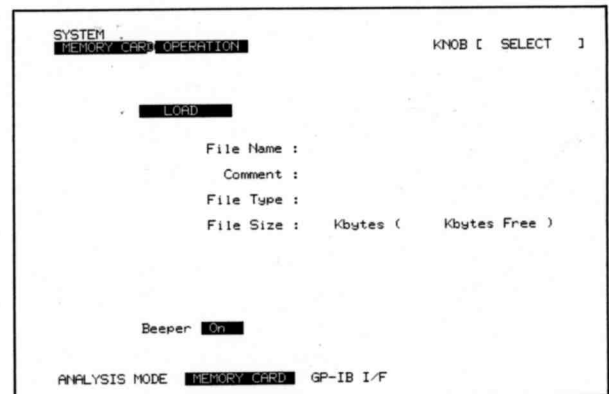 SYSTEM
MEMORY CARD OPERATION KNOB [ SELECT ]
LOAD
File Name :
Comment :
File Type :
File Size : Kbytes ( Kbytes Free )
Beeper On
ANALYSIS MODE MEMORY CARD GP-IB I/F